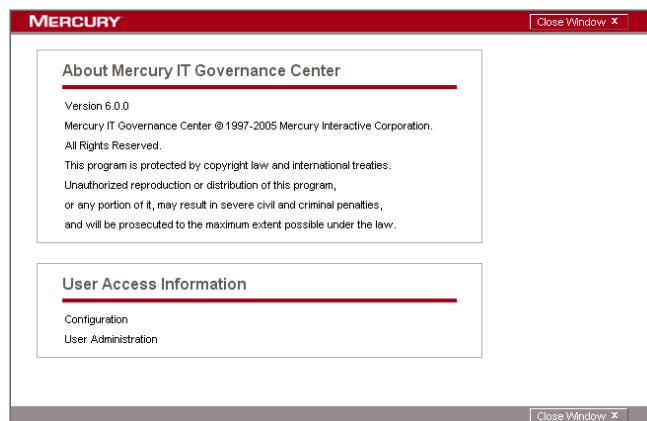 MERCURY
Close Window X
About Mercury IT Governance Center
Version 6.0.0
Mercury IT Governance Center © 1997-2005 Mercury Interactive Corporation.
All Rights Reserved.
This program is protected by copyright law and international treaties.
Unauthorized reproduction or distribution of this program,
or any portion of it, may result in severe civil and criminal penalties,
and will be prosecuted to the maximum extent possible under the law.
User Access Information
Configuration
User Administration
Close Window X